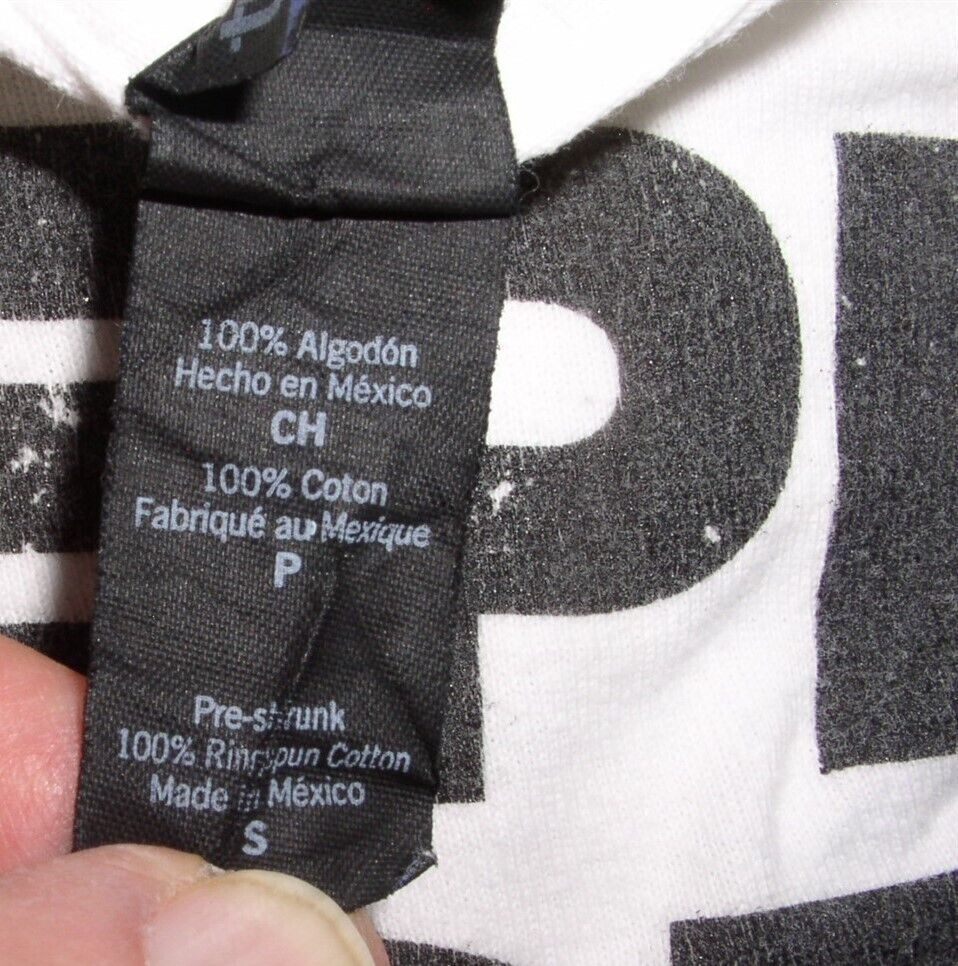 100% Algodón
Hecho en México
CH
100% Coton
Fabriqué au Mexique
P
Pre-shrunk
100% Ringspun Cotton
Made in México
S
P